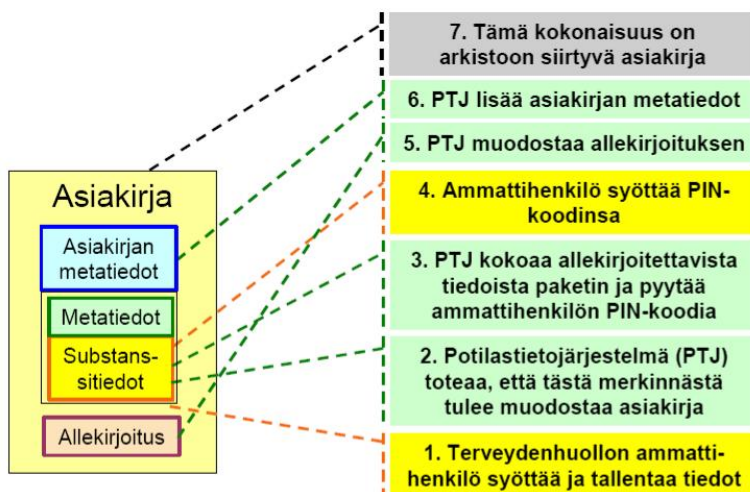 Asiakirja
Asiakirjan
metatiedot
Metatiedot
Substans-
sitiedot
Allekirjoitus
7. Tämä kokonaisuus on
arkistoon siirtyvä asiakirja
6. PTJ lisää asiakirjan metatiedot
5. PTJ muodostaa allekirjoituksen
4. Ammattihenkilö syöttää PIN-
koodinsa
3. PTJ kokoaa allekirjoitettavista
tiedoista paketin ja pyytää
ammattihenkilön PIN-koodia
2. Potilastietojärjestelmä (PTJ)
toteaa, että tästä merkinnästä
tulee muodostaa asiakirja
1. Terveydenhuollon ammatti-
henkilö syöttää ja tallentaa tiedot